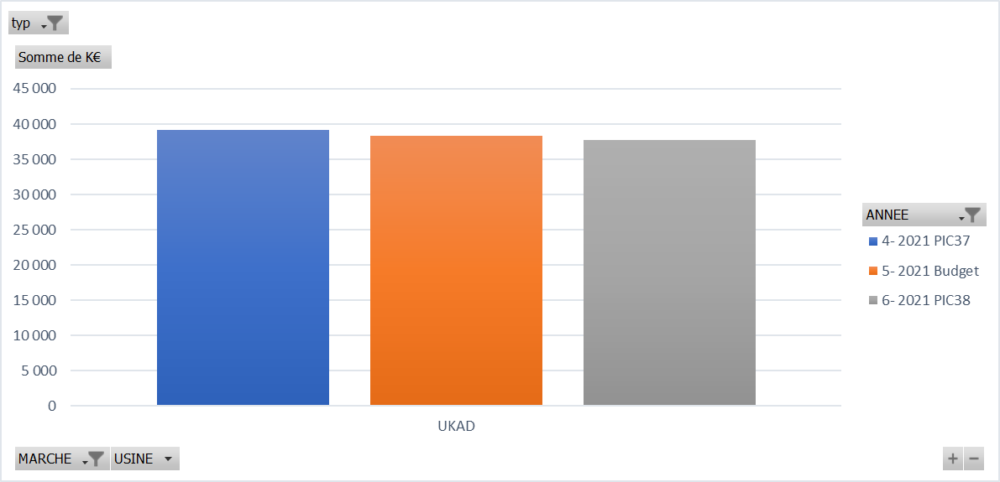 typ
Somme de K€
45 000
40 000
35 000
30 000
25 000
20 000
15 000
10 000
5 000
0
UKAD
ANNEE
4- 2021 PIC37
5- 2021 Budget
6- 2021 PIC38
MARCHE USINE
+ −